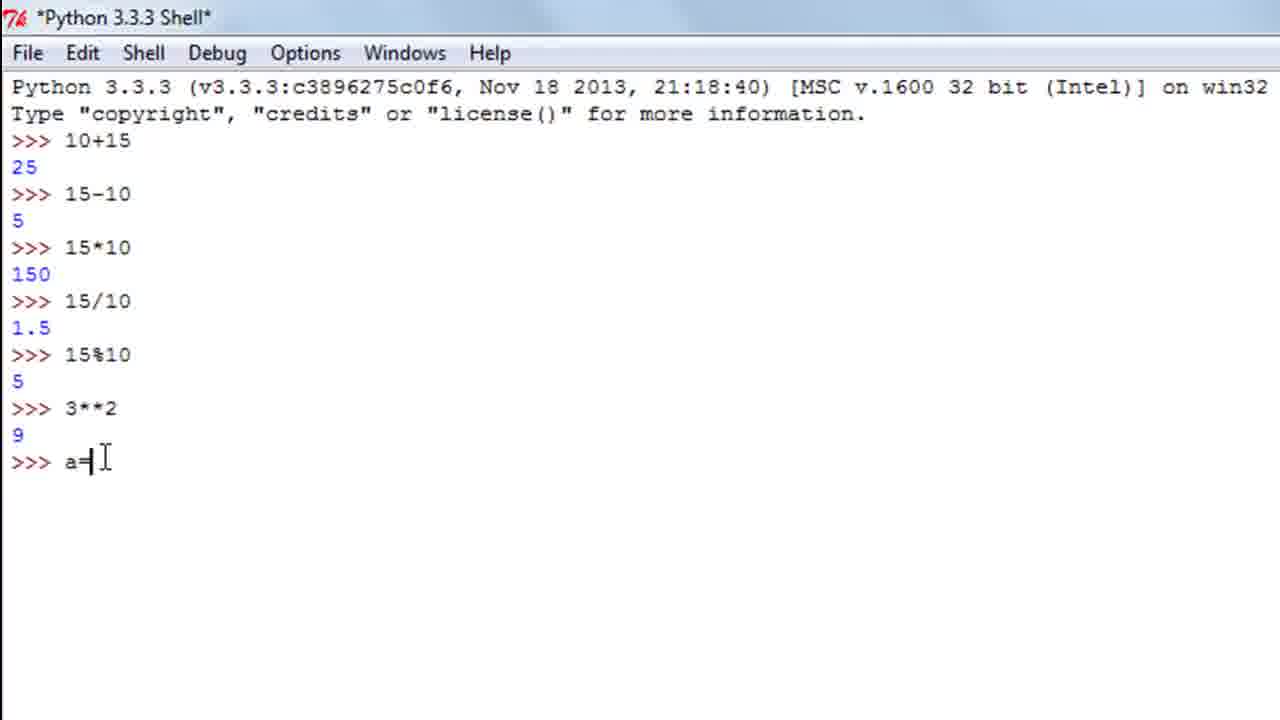 *Python 3.3.3 Shell*
File Edit Shell Debug Options Windows Help
Python 3.3.3 (v3.3.3:c3896275c0f6, Nov 18 2013, 21:18:40) [MSC v.1600 32 bit (Intel)] on win32
Type "copyright", "credits" or "license()" for more information.
>>> 10+15
25
>>> 15-10
5
>>> 15*10
150
>>> 15/10
1.5
>>> 15%10
5
>>> 3**2
9
>>> a=